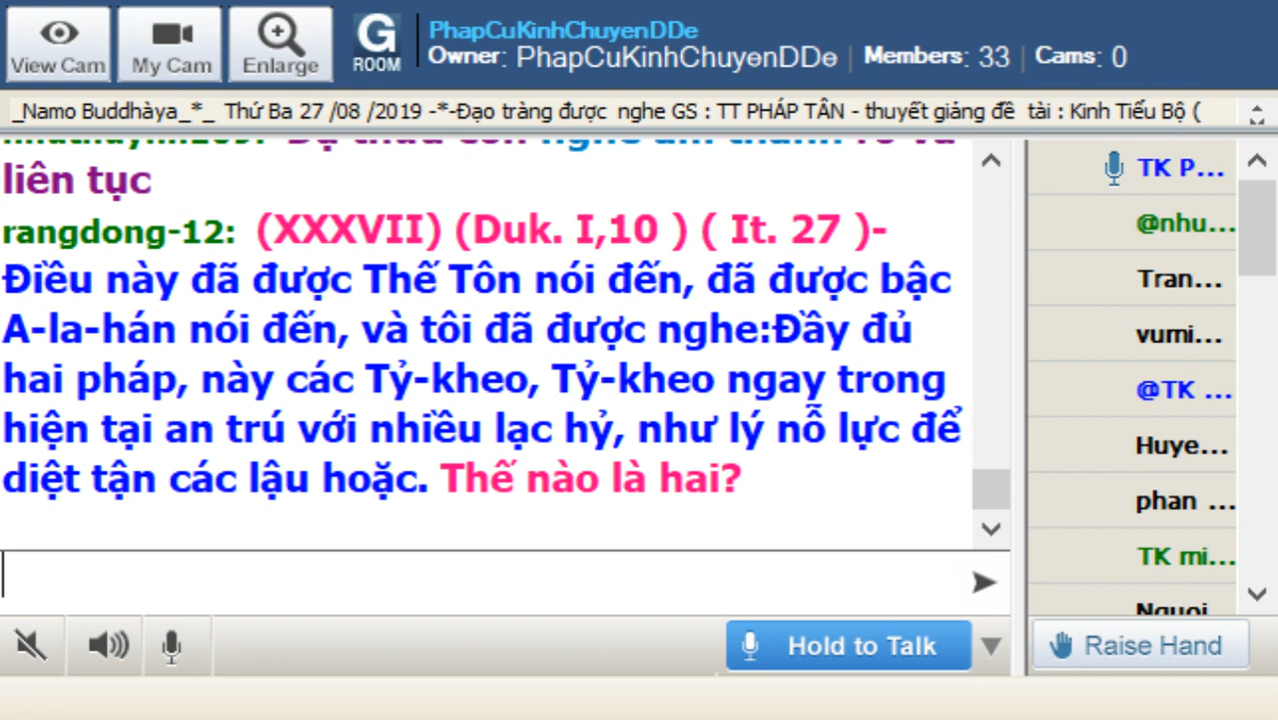 PhapCuKinhChuyenDDe
Owner: PhapCuKinhChuyenDDe | Members: 33 | Cams: 0
View Cam
My Cam
Enlarge
G
ROOM
_Namo Buddhàya_*_ Thứ Ba 27 /08 /2019 -*-Đạo tràng được nghe GS : TT PHÁP TÂN - thuyết giảng đề tài : Kinh Tiểu Bộ (
liên tục
rangdong-12: (XXXVII) (Duk. I,10 ) ( It. 27 )-
Điều này đã được Thế Tôn nói đến, đã được bậc
A-la-hán nói đến, và tôi đã được nghe:Đầy đủ
hai pháp, này các Tỷ-kheo, Tỷ-kheo ngay trong
hiện tại an trú với nhiều lạc hỷ, như lý nỗ lực để
diệt tận các lậu hoặc. Thế nào là hai?
TK P...
@nhu...
Tran...
vumi...
@TK ...
Huye...
phan ...
TK mi...
Nguoi
Hold to Talk
Raise Hand